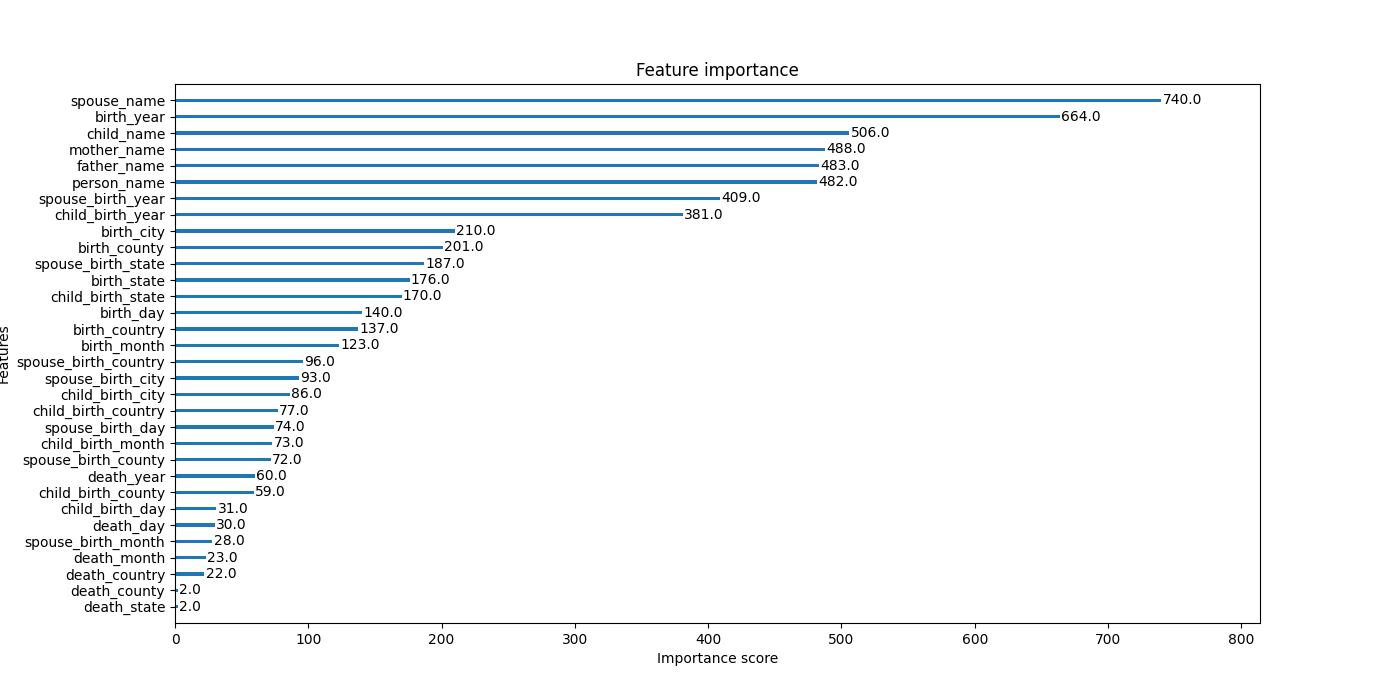 Feature importance
spouse_name 740.0
birth_year 664.0
child_name 506.0
mother_name 488.0
father_name 483.0
person_name 482.0
spouse_birth_year 409.0
child_birth_year 381.0
birth_city 210.0
birth_county 201.0
spouse_birth_state 187.0
birth_state 176.0
child_birth_state 170.0
birth_day 140.0
birth_country 137.0
birth_month 123.0
spouse_birth_country 96.0
spouse_birth_city 93.0
child_birth_city 86.0
child_birth_country 77.0
spouse_birth_day 74.0
child_birth_month 73.0
spouse_birth_county 72.0
death_year 60.0
child_birth_county 59.0
child_birth_day 31.0
death_day 30.0
spouse_birth_month 28.0
death_month 23.0
death_country 22.0
death_county 2.0
death_state 2.0
Features
0 100 200 300 400 500 600 700 800
Importance score